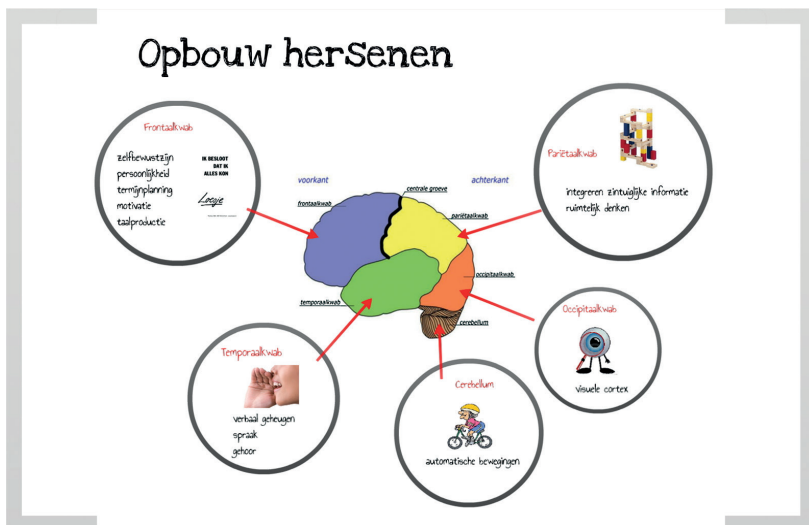 Opbouw hersenen
Frontaalkwab
zelfbewustzijn
persoonlijkheid
termijnplanning
motivatie
taalproductie
IK BESLOOT
DAT IK
ALLES KON
Loesje
Pariëtaalkwab
integreren zintuiglijke informatie
ruimtelijk denken
voorkant
achterkant
centrale groeve
frontaalkwab
pariëtaalkwab
occipitaalkwab
temporaalkwab
cerebellum
Occipitaalkwab
visuele cortex
Temporaalkwab
verbaal geheugen
spraak
gehoor
Cerebellum
automatische bewegingen